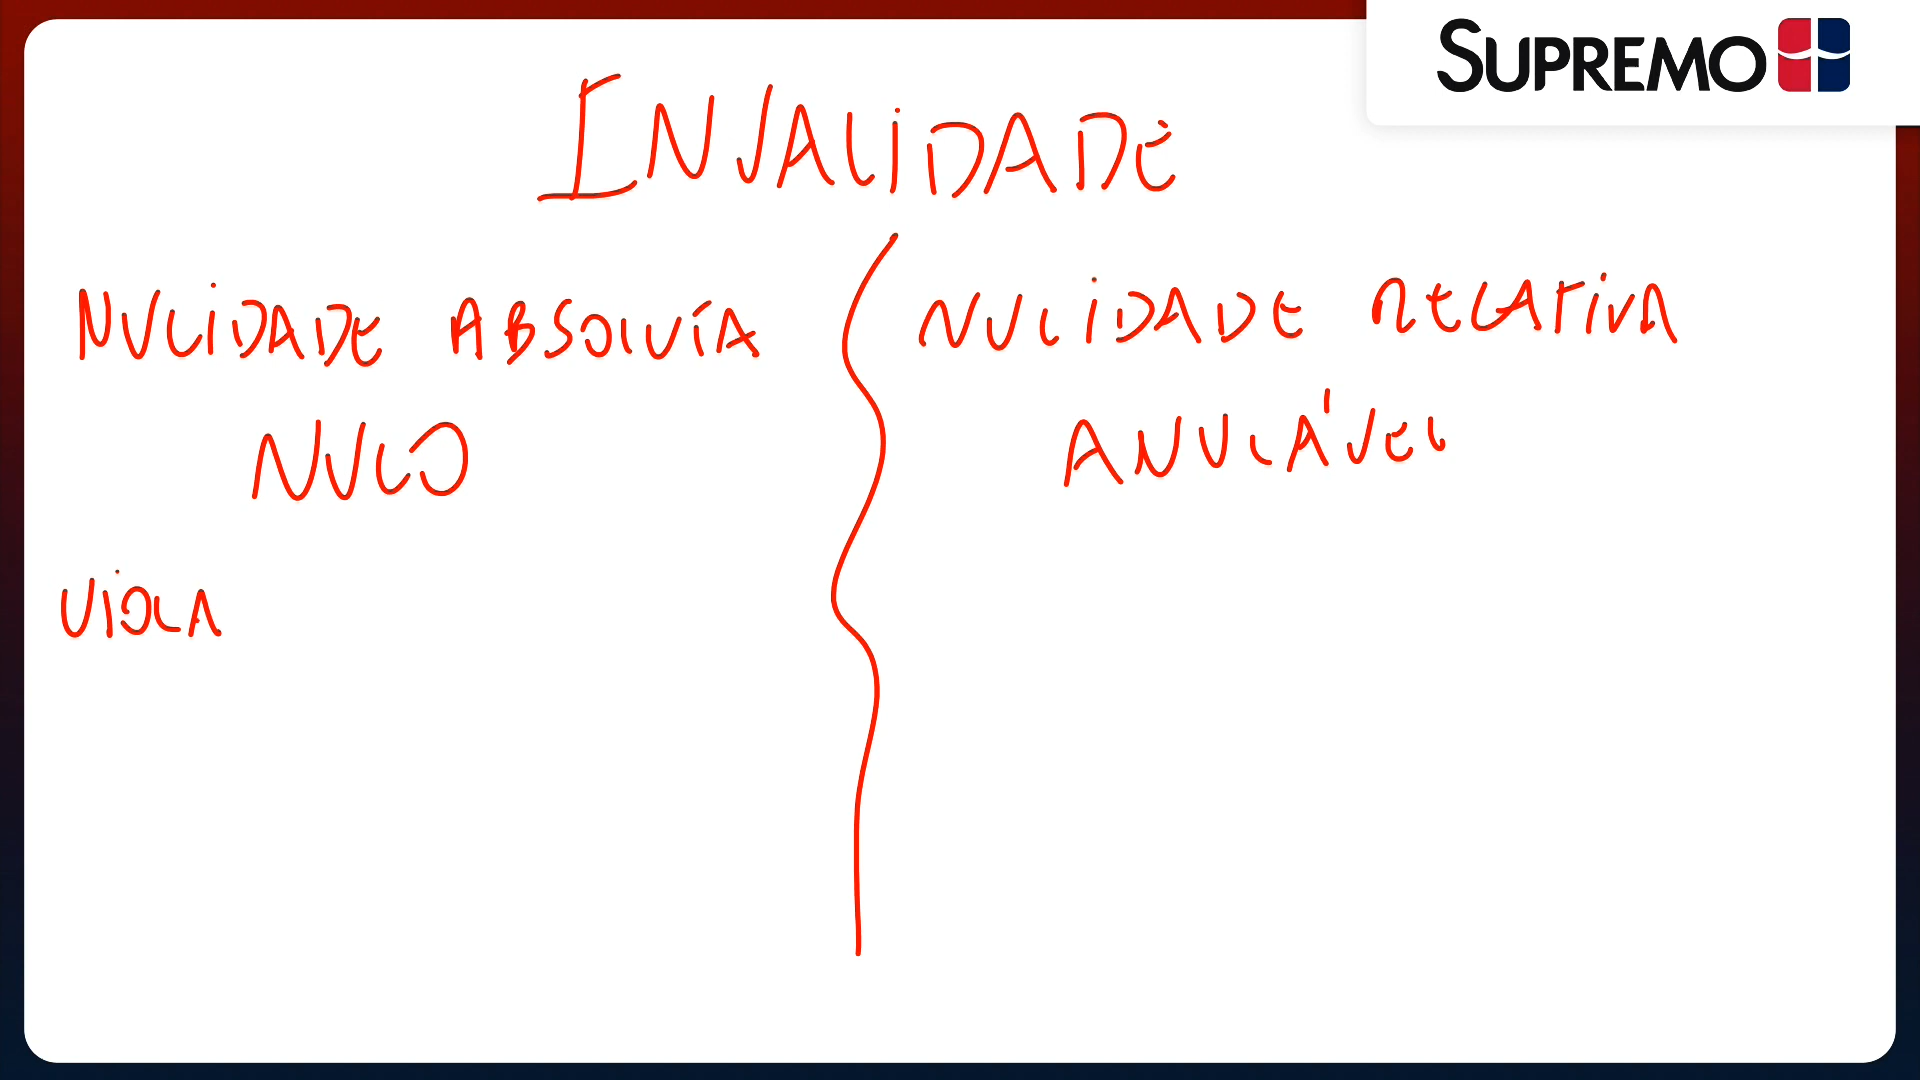 SUPREMO
INVALIDADE
NULIDADE ABSOLUTA
NULO
VIOLA
NULIDADE RELATIVA
ANULÁVEL